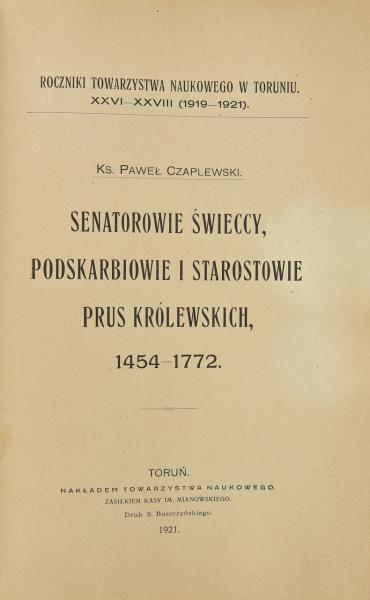 ROCZNIKI TOWARZYSTWA NAUKOWEGO W TORUNIU.
XXVI—XXVIII (1919–1921).
KS. PAWEŁ CZAPLEWSKI.
SENATOROWIE ŚWIECCY,
PODSKARBIOWIE I STAROSTOWIE
PRUS KRÓLEWSKICH,
1454–1772.
TORUŃ.
NAKŁADEM TOWARZYSTWA NAUKOWEGO.
ZASIŁKIEM KASY IM. MIANOWSKIEGO.
Druk S. Buszczyńskiego.
1921.